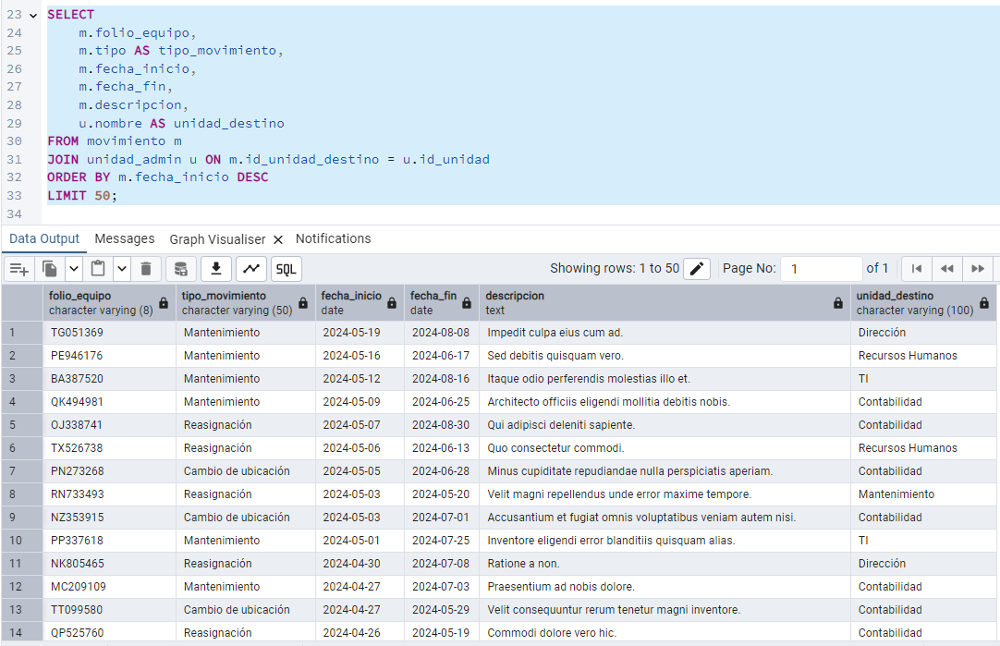 23 SELECT
24 m.folio_equipo,
25 m.tipo AS tipo_movimiento,
26 m.fecha_inicio,
27 m.fecha_fin,
28 m.descripcion,
29 u.nombre AS unidad_destino
30 FROM movimiento m
31 JOIN unidad_admin u ON m.id_unidad_destino = u.id_unidad
32 ORDER BY m.fecha_inicio DESC
33 LIMIT 50;
34
Data Output Messages Graph Visualiser × Notifications
SQL Showing rows: 1 to 50 Page No: 1 of 1
folio_equipo tipo_movimiento fecha_inicio fecha_fin descripcion unidad_destino
character varying (8) character varying (50) date date text character varying (100)
1 TG051369 Mantenimiento 2024-05-19 2024-08-08 Impedit culpa eius cum ad. Dirección
2 PE946176 Mantenimiento 2024-05-16 2024-06-17 Sed debitis quisquam vero. Recursos Humanos
3 BA387520 Mantenimiento 2024-05-12 2024-08-16 Itaque odio perferendis molestias illo et. TI
4 QK494981 Mantenimiento 2024-05-09 2024-06-25 Architecto officiis eligendi mollitia debitis nobis. Contabilidad
5 OJ338741 Reasignación 2024-05-07 2024-08-30 Qui adipisci deleniti sapiente. Contabilidad
6 TX526738 Reasignación 2024-05-06 2024-06-13 Quo consectetur commodi. Recursos Humanos
7 PN273268 Cambio de ubicación 2024-05-05 2024-06-28 Minus cupiditate repudiandae nulla perspiciatis aperiam. Contabilidad
8 RN733493 Reasignación 2024-05-03 2024-05-20 Velit magni repellendus unde error maxime tempore. Mantenimiento
9 NZ353915 Cambio de ubicación 2024-05-03 2024-07-01 Accusantium et fugiat omnis voluptatibus veniam autem nisi. Contabilidad
10 PP337618 Mantenimiento 2024-05-01 2024-07-25 Inventore eligendi error blanditiis quisquam alias. TI
11 NK805465 Reasignación 2024-04-30 2024-07-08 Ratione a non. Dirección
12 MC209109 Mantenimiento 2024-04-27 2024-07-03 Praesentium ad nobis dolore. Contabilidad
13 TT099580 Cambio de ubicación 2024-04-27 2024-05-29 Velit consequuntur rerum tenetur magni inventore. Contabilidad
14 QP525760 Reasignación 2024-04-26 2024-05-19 Commodi dolore vero hic. Contabilidad